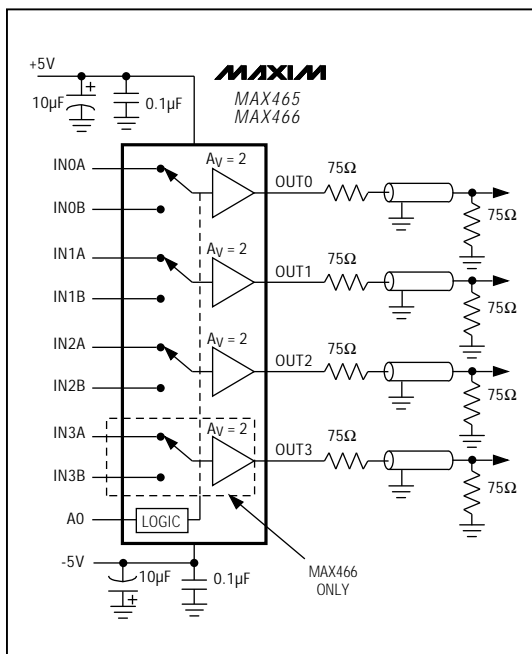 +5V
10µF
+
0.1µF
MAXIM
MAX465
MAX466
IN0A
AV = 2
OUT0
75Ω
75Ω
IN0B
IN1A
AV = 2
OUT1
75Ω
75Ω
IN1B
IN2A
AV = 2
OUT2
75Ω
75Ω
IN2B
IN3A
AV = 2
OUT3
75Ω
75Ω
IN3B
A0
LOGIC
-5V
10µF
+
0.1µF
MAX466
ONLY